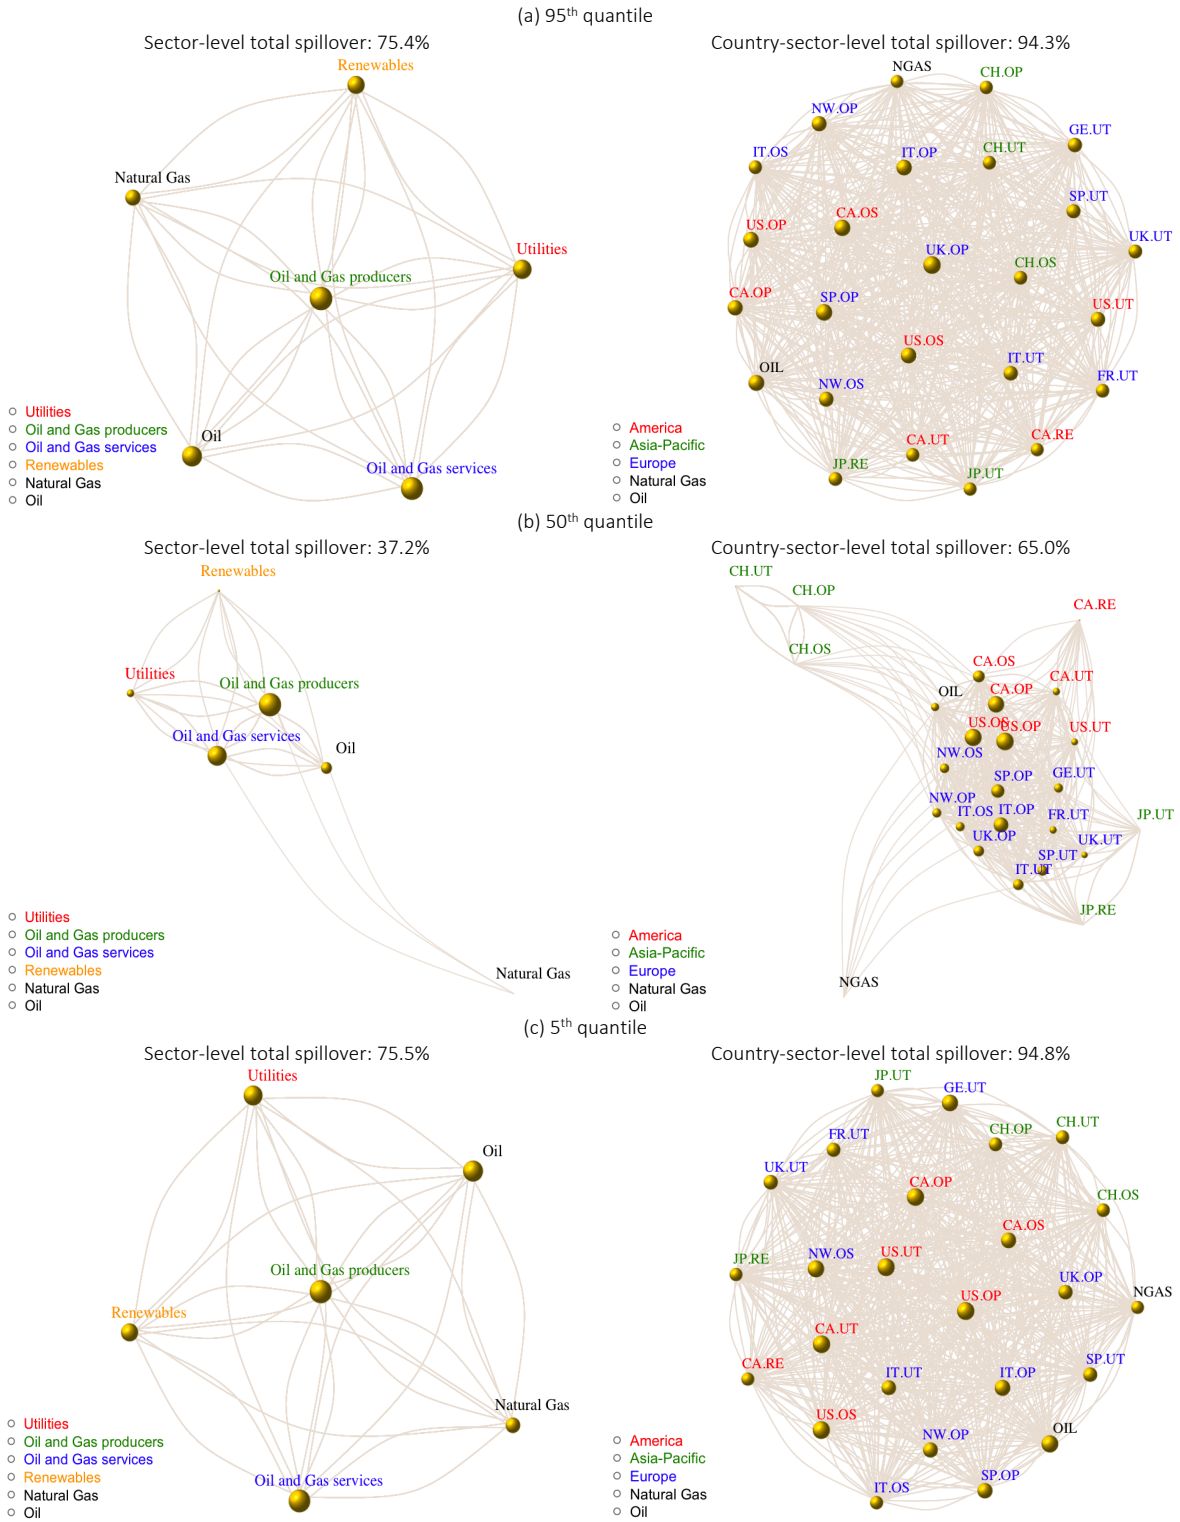 (a) 95th quantile
Sector-level total spillover: 75.4%
Renewables
Natural Gas
Utilities
Oil and Gas producers
Oil
Oil and Gas services
Utilities
Oil and Gas producers
Oil and Gas services
Renewables
Natural Gas
Oil
Country-sector-level total spillover: 94.3%
NGAS
CH.OP
NW.OP
GE.UT
IT.OS
IT.OP
CH.UT
SP.UT
US.OP
CA.OS
UK.UT
UK.OP
CH.OS
CA.OP
SP.OP
US.UT
US.OS
OIL
IT.UT
NW.OS
FR.UT
CA.UT
CA.RE
JP.RE
JP.UT
America
Asia-Pacific
Europe
Natural Gas
Oil
(b) 50th quantile
Sector-level total spillover: 37.2%
Renewables
Utilities
Oil and Gas producers
Oil and Gas services
Oil
Natural Gas
Utilities
Oil and Gas producers
Oil and Gas services
Renewables
Natural Gas
Oil
Country-sector-level total spillover: 65.0%
CH.UT
CH.OP
CA.RE
CH.OS
CA.OS
CA.UT
OIL
CA.OP
US.OS
US.OP
US.UT
NW.OS
SP.OP
GE.UT
NW.OP
IT.OS
IT.OP
FR.UT
JP.UT
UK.OP
UK.UT
SP.UT
IT.UT
JP.RE
NGAS
America
Asia-Pacific
Europe
Natural Gas
Oil
(c) 5th quantile
Sector-level total spillover: 75.5%
Utilities
Oil
Oil and Gas producers
Renewables
Natural Gas
Oil and Gas services
Utilities
Oil and Gas producers
Oil and Gas services
Renewables
Natural Gas
Oil
Country-sector-level total spillover: 94.8%
JP.UT
GE.UT
CH.UT
CH.OP
FR.UT
UK.UT
CA.OP
CH.OS
CA.OS
JP.RE
NW.OS
US.UT
UK.OP
NGAS
US.OP
CA.UT
CA.RE
IT.UT
IT.OP
SP.UT
US.OS
NW.OP
OIL
IT.OS
SP.OP
America
Asia-Pacific
Europe
Natural Gas
Oil